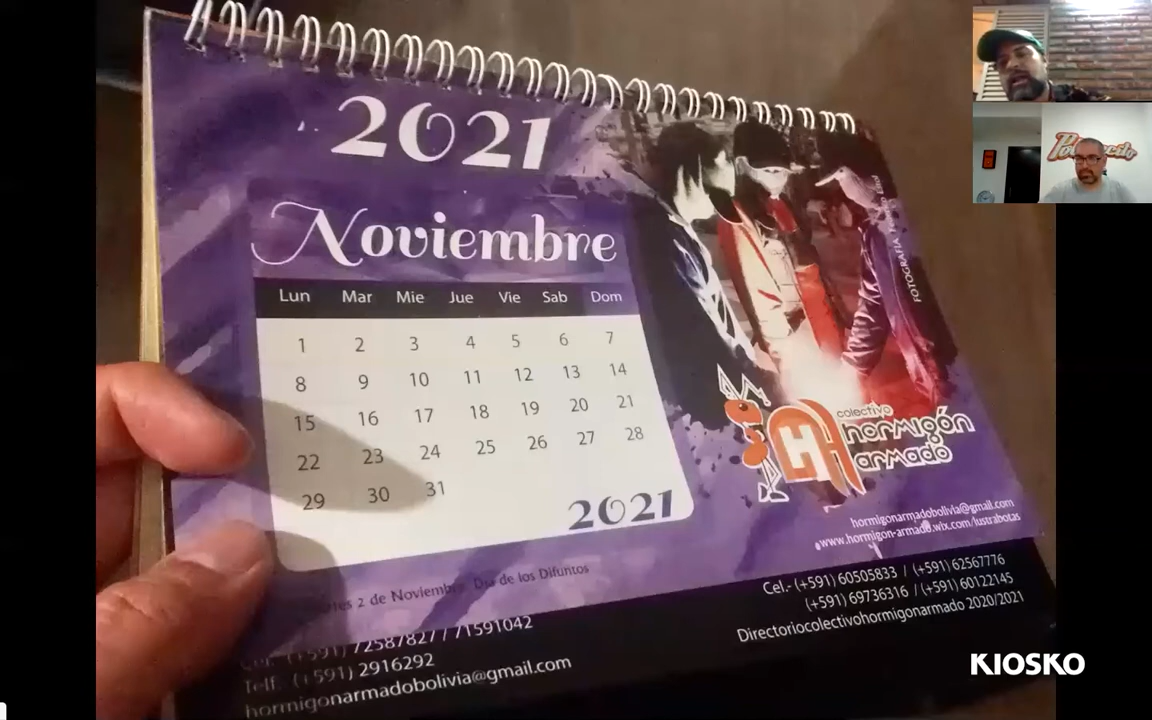 2021
Noviembre
Lun Mar Mie Jue Vie Sab Dom
1 2 3 4 5 6 7
8 9 10 11 12 13 14
15 16 17 18 19 20 21
22 23 24 25 26 27 28
29 30 31
2021
2 de Noviembre. Día de los Difuntos
FOTOGRAFÍA
colectivo
hormigón
armado
hormigonarmadobolivia@gmail.com
www.hormigon-armado.wix.com/lustrabotas
Cel.- (+591) 60505833 / (+591) 62567776
(+591) 69736316 / (+591) 60122145
Directoriocolectivohormigonarmado 2020/2021
(+591) 72587827 / 71591042
Telf. (+591) 2916292
hormigonarmadobolivia@gmail.com
KIOSKO